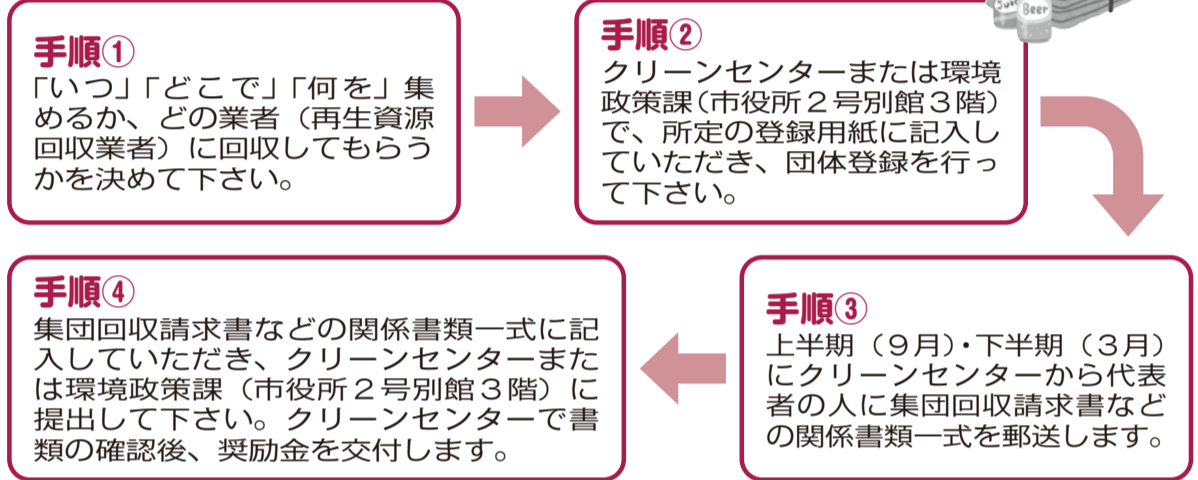 手順①
「いつ」「どこで」「何を」集
めるか、どの業者（再生資源
回収業者）に回収してもらう
かを決めて下さい。
Beer
手順②
クリーンセンターまたは環境
政策課（市役所２号別館３階）
で、所定の登録用紙に記入し
ていただき、団体登録を行っ
て下さい。
手順③
上半期（９月）・下半期（３月）
にクリーンセンターから代表
者の人に集団回収請求書など
の関係書類一式を郵送します。
手順④
集団回収請求書などの関係書類一式に記
入していただき、クリーンセンターまた
は環境政策課（市役所２号別館３階）に
提出して下さい。クリーンセンターで書
類の確認後、奨励金を交付します。